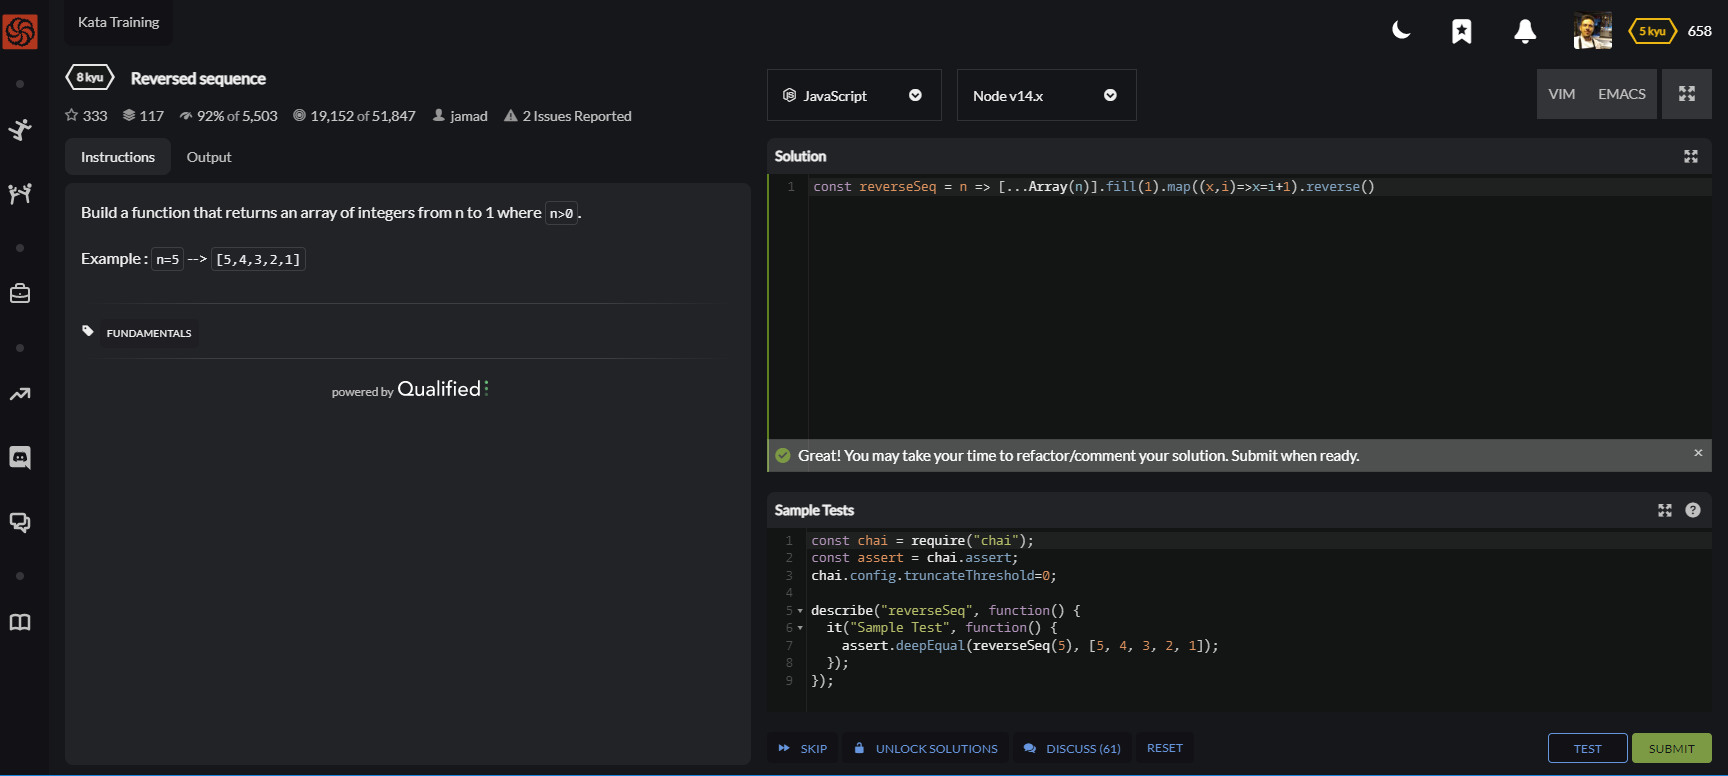 Kata Training
5 kyu 658
8 kyu Reversed sequence
333 117 92% of 5,503 19,152 of 51,847 jamad 2 Issues Reported
Instructions Output
Build a function that returns an array of integers from n to 1 where n>0.
Example : n=5 --> [5,4,3,2,1]
FUNDAMENTALS
powered by Qualified
JavaScript Node v14.x VIM EMACS
Solution
1 const reverseSeq = n => [...Array(n)].fill(1).map((x,i)=>x=i+1).reverse()
Great! You may take your time to refactor/comment your solution. Submit when ready. ×
Sample Tests ?
1 const chai = require("chai");
2 const assert = chai.assert;
3 chai.config.truncateThreshold=0;
4
5 describe("reverseSeq", function() {
6 it("Sample Test", function() {
7 assert.deepEqual(reverseSeq(5), [5, 4, 3, 2, 1]);
8 });
9 });
SKIP UNLOCK SOLUTIONS DISCUSS (61) RESET TEST SUBMIT